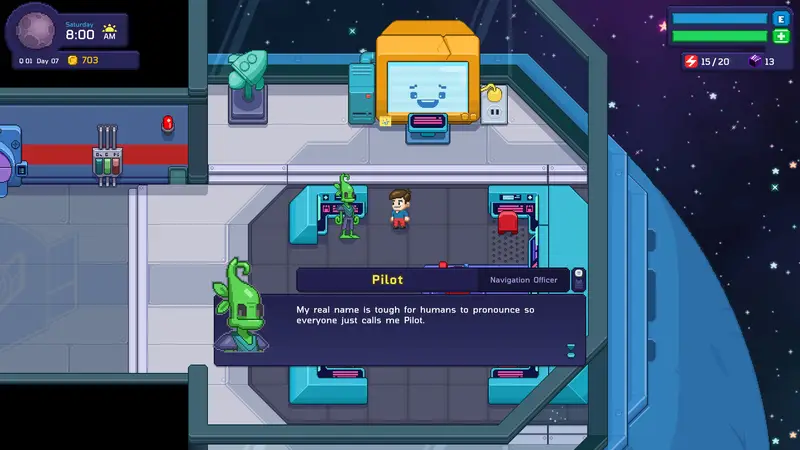 Saturday
8:00
AM
Q 01 Day 07
703
E
15/20
13
Pilot
Navigation Officer
My real name is tough for humans to pronounce so
everyone just calls me Pilot.